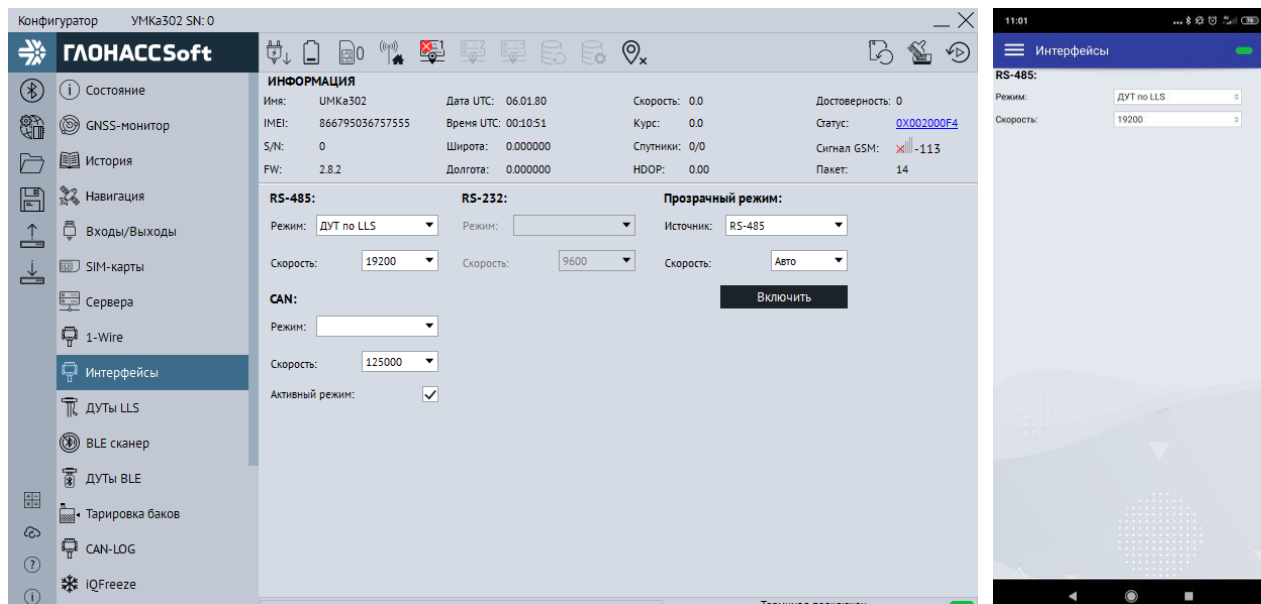 Конфигуратор УМКа302 SN: 0
ГЛОНАССSoft
Состояние
GNSS-монитор
История
Навигация
Входы/Выходы
SIM-карты
Сервера
1-Wire
Интерфейсы
ДУТы LLS
BLE сканер
ДУТы BLE
Тарировка баков
CAN-LOG
iQFreeze
0
1
2
3
ИНФОРМАЦИЯ
Имя: UMKa302 Дата UTC: 06.01.80 Скорость: 0.0 Достоверность: 0
IMEI: 866795036757555 Время UTC: 00:10:51 Курс: 0.0 Статус: 0X002000F4
S/N: 0 Широта: 0.000000 Спутники: 0/0 Сигнал GSM: -113
FW: 2.8.2 Долгота: 0.000000 HDOP: 0.00 Пакет: 14
RS-485: RS-232: Прозрачный режим:
Режим: ДУТ по LLS Режим: Источник: RS-485
Скорость: 19200 Скорость: 9600 Скорость: Авто
CAN: Включить
Режим:
Скорость: 125000
Активный режим:
11:01
Интерфейсы
RS-485:
Режим: ДУТ по LLS
Скорость: 19200